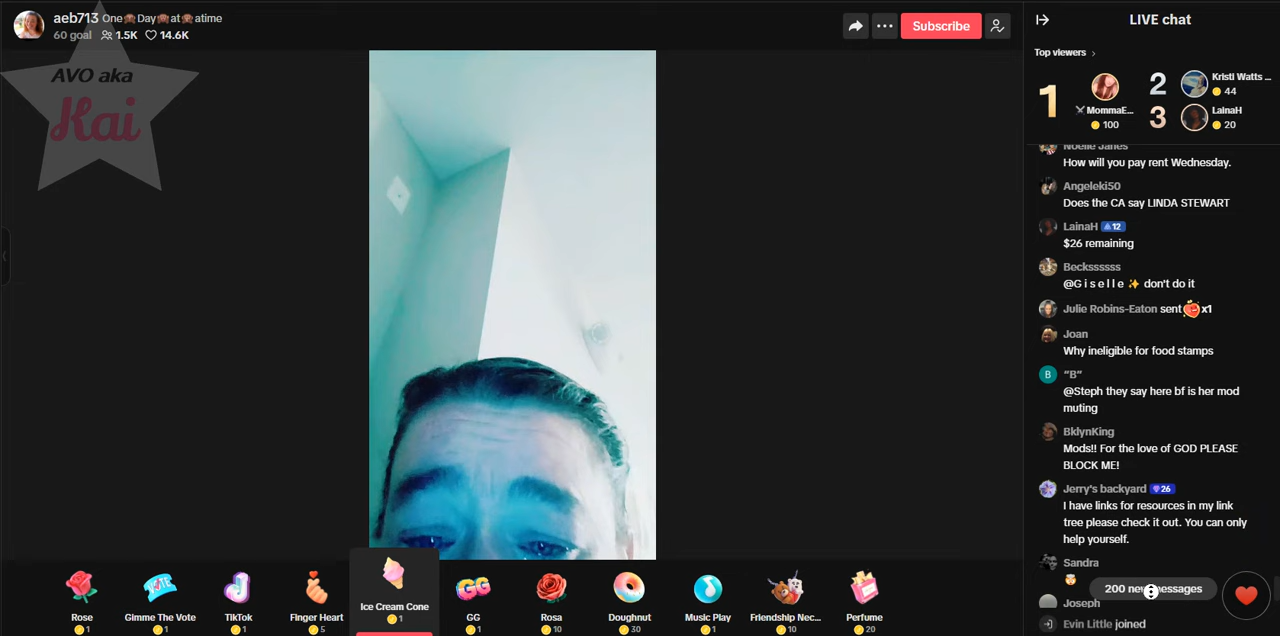 aeb713 One🙈Day🙈at🙈atime
60 goal 1.5K 14.6K
Subscribe
AVO aka
Kai
LIVE chat
Top viewers >
1 MommaE... 100
2 Kristi Watts ... 44
3 LainaH 20
Noelle Janes
How will you pay rent Wednesday.
Angeleki50
Does the CA say LINDA STEWART
LainaH 12
$26 remaining
Becksssss
@G i s e l l e ✨ don't do it
Julie Robins-Eaton sent x1
Joan
Why ineligible for food stamps
B "B"
@Steph they say here bf is her mod
muting
BklynKing
Mods!! For the love of GOD PLEASE
BLOCK ME!
Jerry's backyard 26
I have links for resources in my link
tree please check it out. You can only
help yourself.
Sandra
🤯
200 new messages
Joseph
Evin Little joined
Rose Gimme The Vote TikTok Finger Heart Ice Cream Cone GG Rosa Doughnut Music Play Friendship Nec... Perfume
1 1 1 5 1 1 10 30 1 10 20